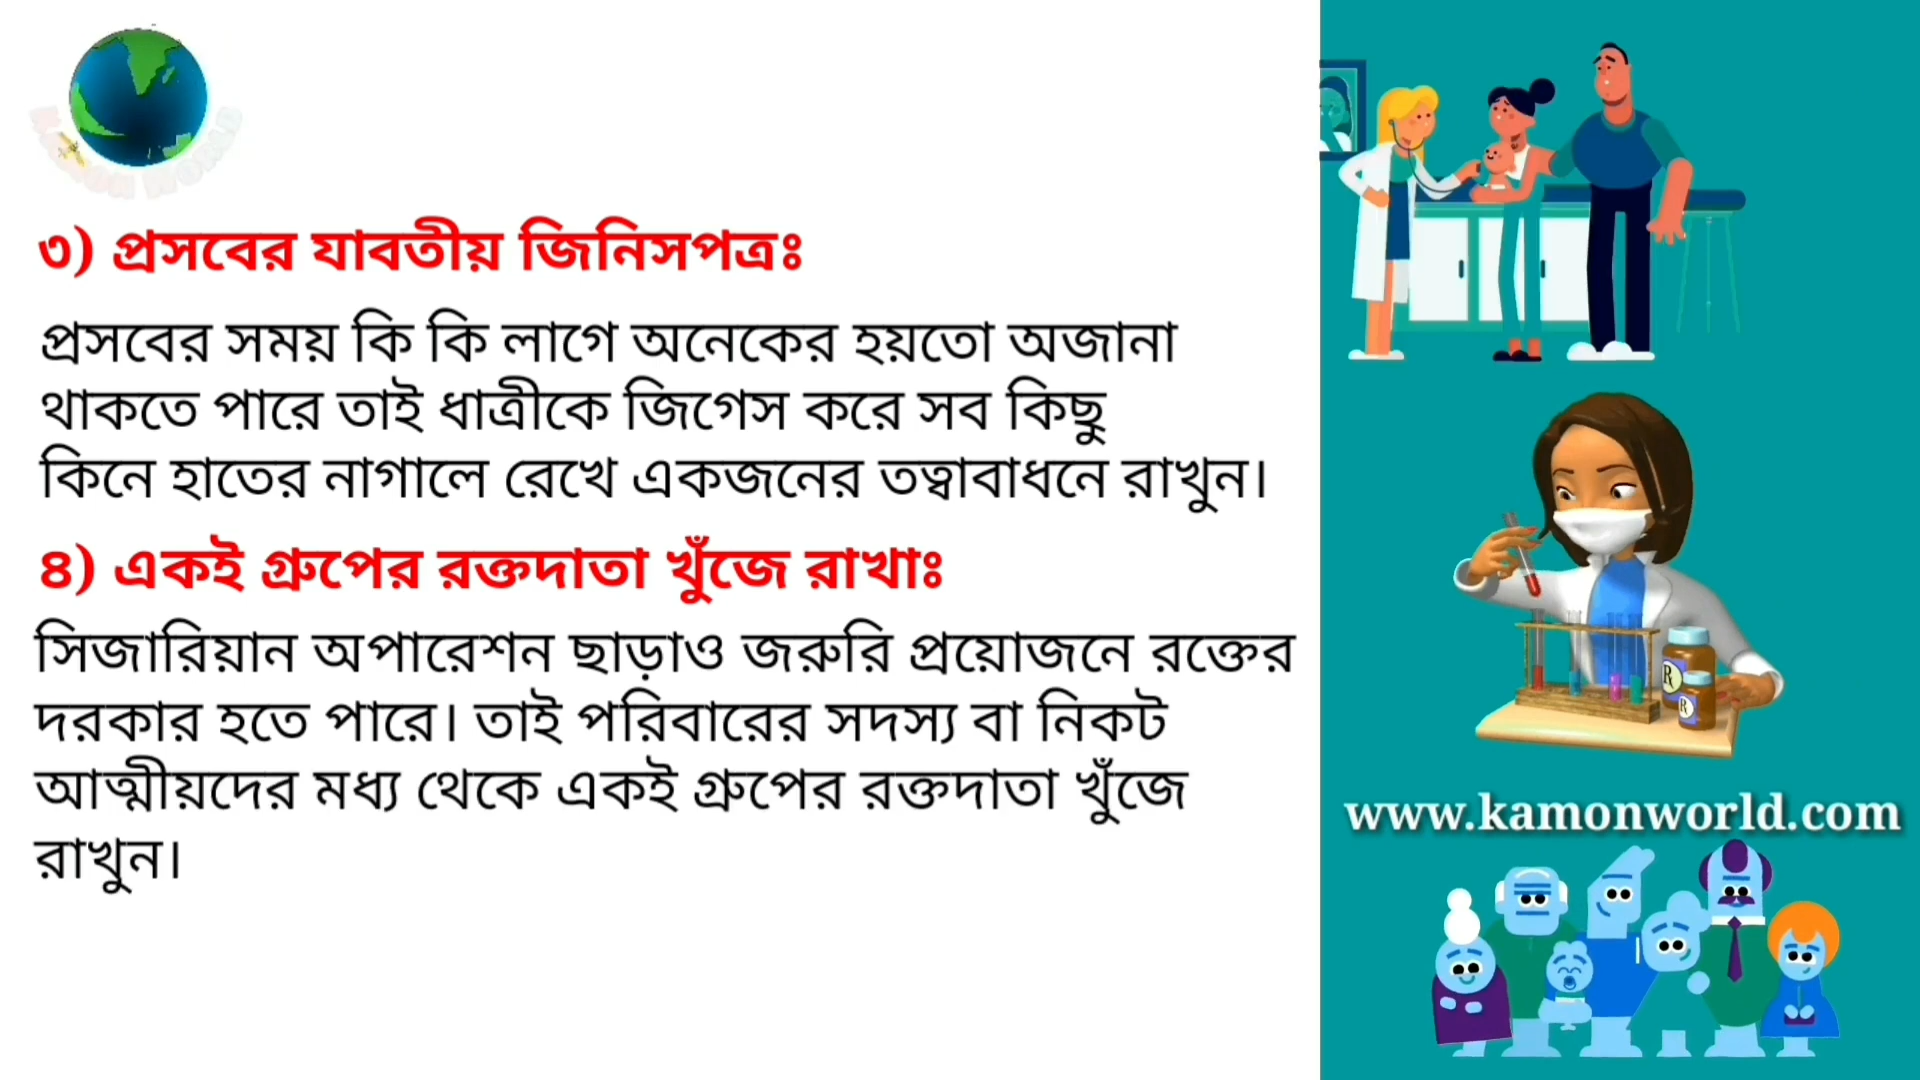 ৩) প্রসবের যাবতীয় জিনিসপত্রঃ
প্রসবের সময় কি কি লাগে অনেকের হয়তো অজানা
থাকতে পারে তাই ধাত্রীকে জিগেস করে সব কিছু
কিনে হাতের নাগালে রেখে একজনের তত্বাবাধনে রাখুন।
৪) একই গ্রুপের রক্তদাতা খুঁজে রাখাঃ
সিজারিয়ান অপারেশন ছাড়াও জরুরি প্রয়োজনে রক্তের
দরকার হতে পারে। তাই পরিবারের সদস্য বা নিকট
আত্মীয়দের মধ্য থেকে একই গ্রুপের রক্তদাতা খুঁজে
রাখুন।
www.kamonworld.com